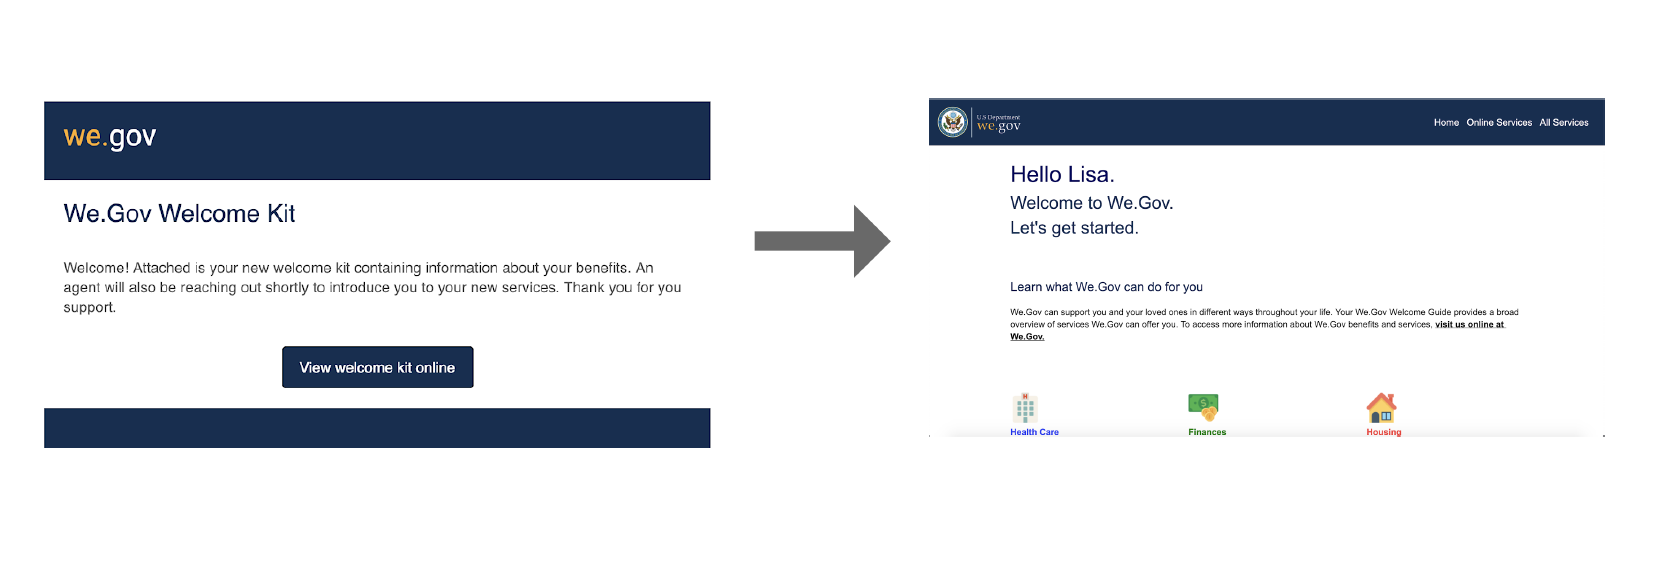 we.gov
We.Gov Welcome Kit
Welcome! Attached is your new welcome kit containing information about your benefits. An
agent will also be reaching out shortly to introduce you to your new services. Thank you for you
support.
View welcome kit online
U.S Department
we.gov
Home Online Services All Services
Hello Lisa.
Welcome to We.Gov.
Let's get started.
Learn what We.Gov can do for you
We.Gov can support you and your loved ones in different ways throughout your life. Your We.Gov Welcome Guide provides a broad
overview of services We.Gov can offer you. To access more information about We.Gov benefits and services, visit us online at
We.Gov.
Health Care
Finances
Housing